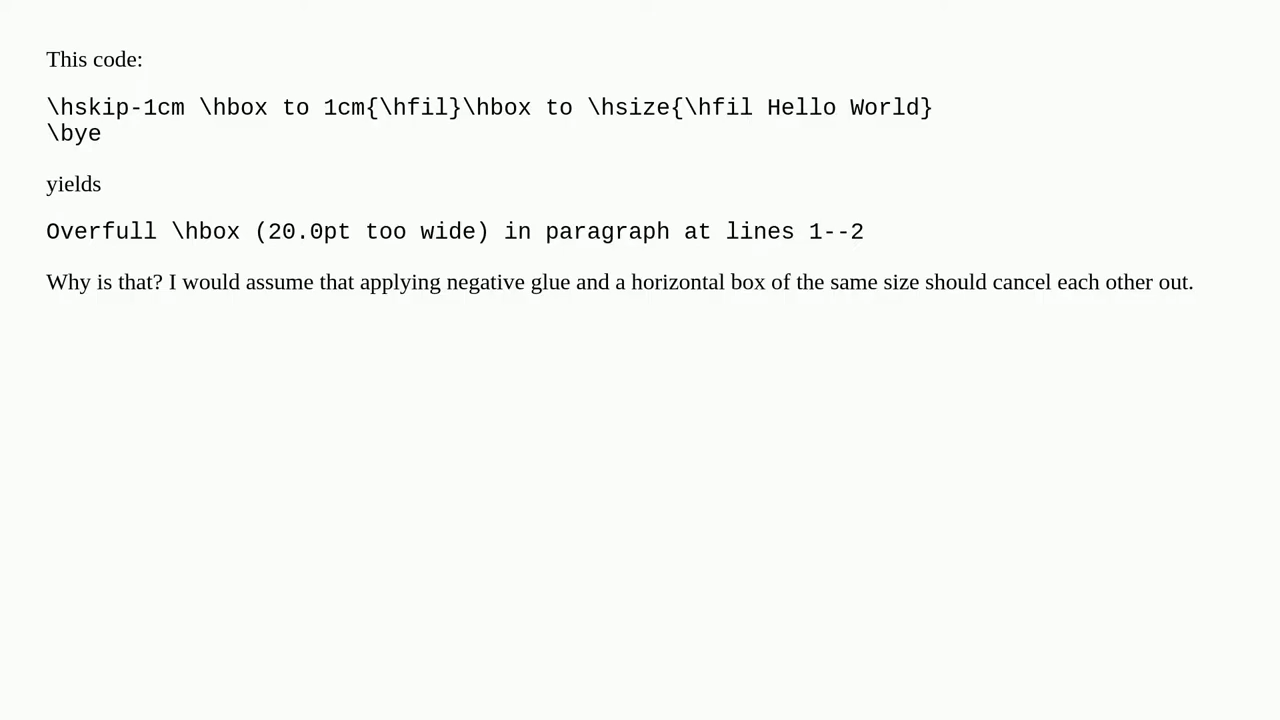 This code:
\hskip-1cm \hbox to 1cm{\hfil}\hbox to \hsize{\hfil Hello World}
\bye
yields
Overfull \hbox (20.0pt too wide) in paragraph at lines 1--2
Why is that? I would assume that applying negative glue and a horizontal box of the same size should cancel each other out.